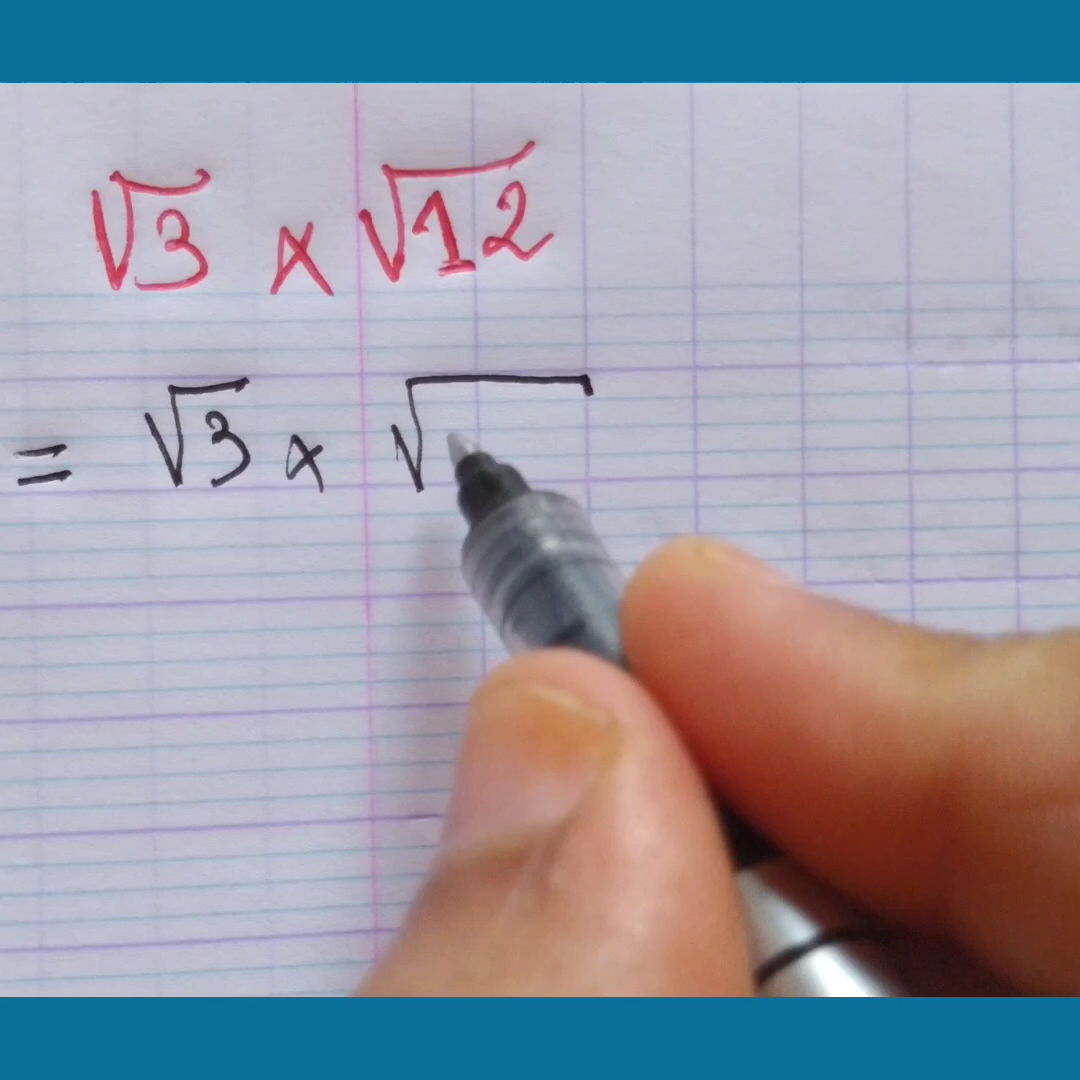 √3 × √12
= √3 × √